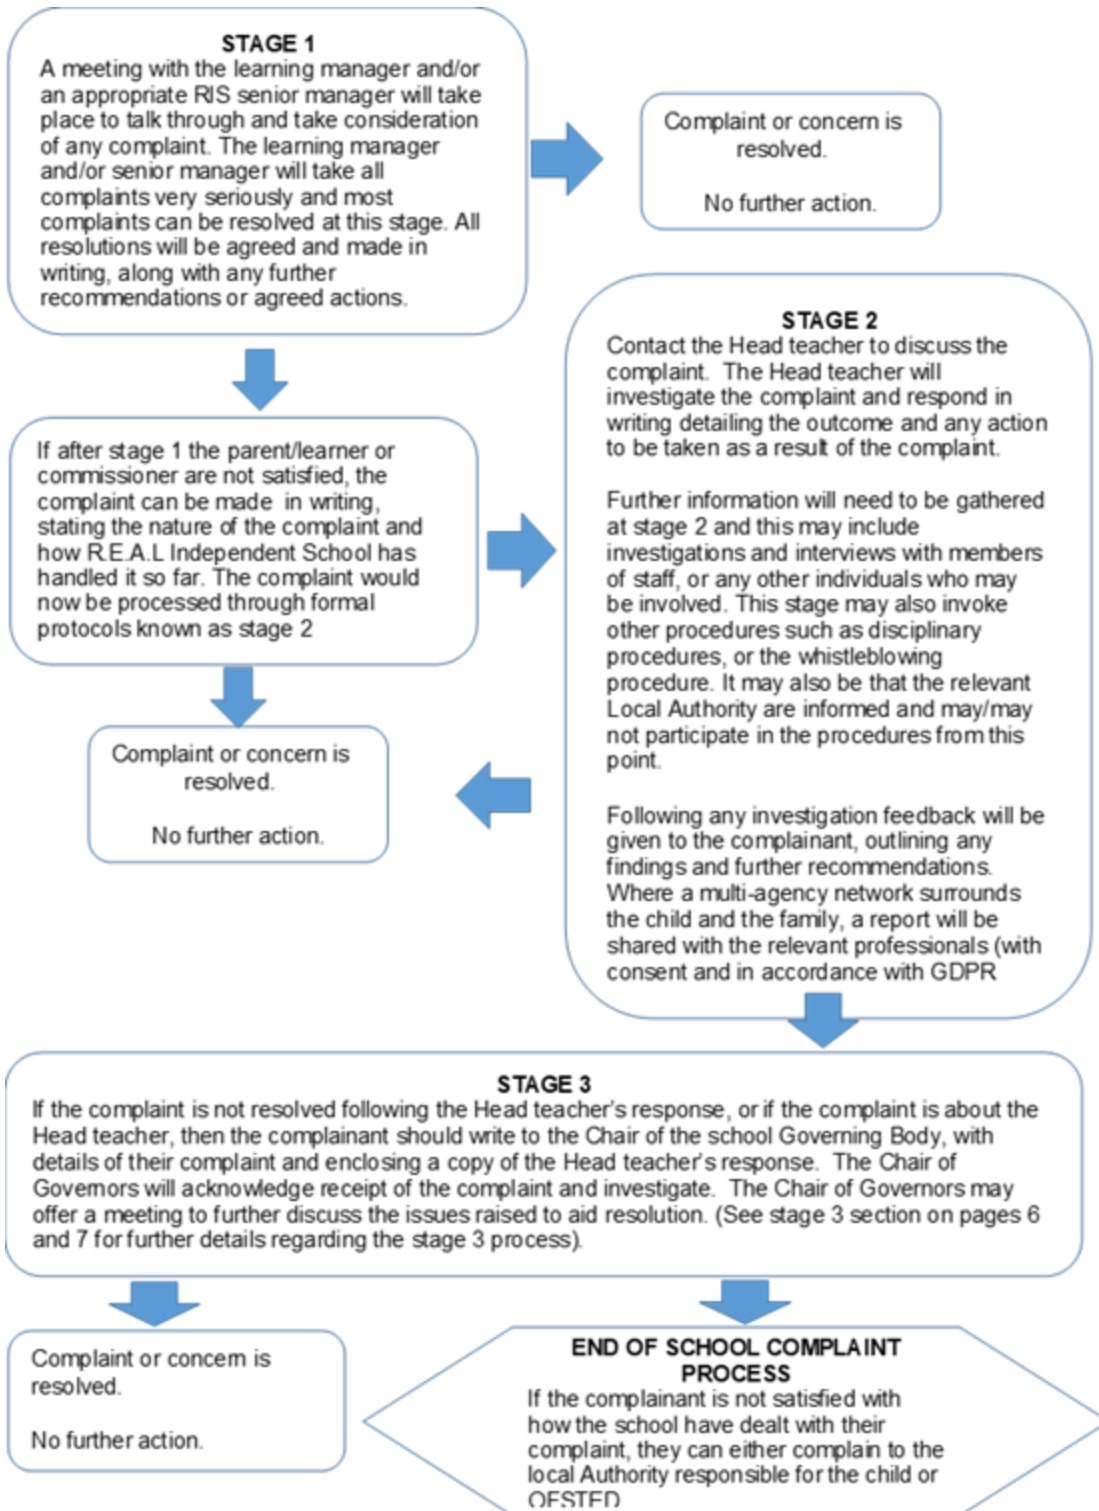 STAGE 1
A meeting with the learning manager and/or
an appropriate RIS senior manager will take
place to talk through and take consideration
of any complaint. The learning manager
and/or senior manager will take all
complaints very seriously and most
complaints can be resolved at this stage. All
resolutions will be agreed and made in
writing, along with any further
recommendations or agreed actions.
Complaint or concern is
resolved.
No further action.
If after stage 1 the parent/learner or
commissioner are not satisfied, the
complaint can be made in writing,
stating the nature of the complaint and
how R.E.A.L Independent School has
handled it so far. The complaint would
now be processed through formal
protocols known as stage 2
STAGE 2
Contact the Head teacher to discuss the
complaint. The Head teacher will
investigate the complaint and respond in
writing detailing the outcome and any action
to be taken as a result of the complaint.
Further information will need to be gathered
at stage 2 and this may include
investigations and interviews with members
of staff, or any other individuals who may
be involved. This stage may also invoke
other procedures such as disciplinary
procedures, or the whistleblowing
procedure. It may also be that the relevant
Local Authority are informed and may/may
not participate in the procedures from this
point.
Following any investigation feedback will be
given to the complainant, outlining any
findings and further recommendations.
Where a multi-agency network surrounds
the child and the family, a report will be
shared with the relevant professionals (with
consent and in accordance with GDPR
Complaint or concern is
resolved.
No further action.
STAGE 3
If the complaint is not resolved following the Head teacher's response, or if the complaint is about the
Head teacher, then the complainant should write to the Chair of the school Governing Body, with
details of their complaint and enclosing a copy of the Head teacher's response. The Chair of
Governors will acknowledge receipt of the complaint and investigate. The Chair of Governors may
offer a meeting to further discuss the issues raised to aid resolution. (See stage 3 section on pages 6
and 7 for further details regarding the stage 3 process).
Complaint or concern is
resolved.
No further action.
END OF SCHOOL COMPLAINT
PROCESS
If the complainant is not satisfied with
how the school have dealt with their
complaint, they can either complain to the
local Authority responsible for the child or
OFSTED